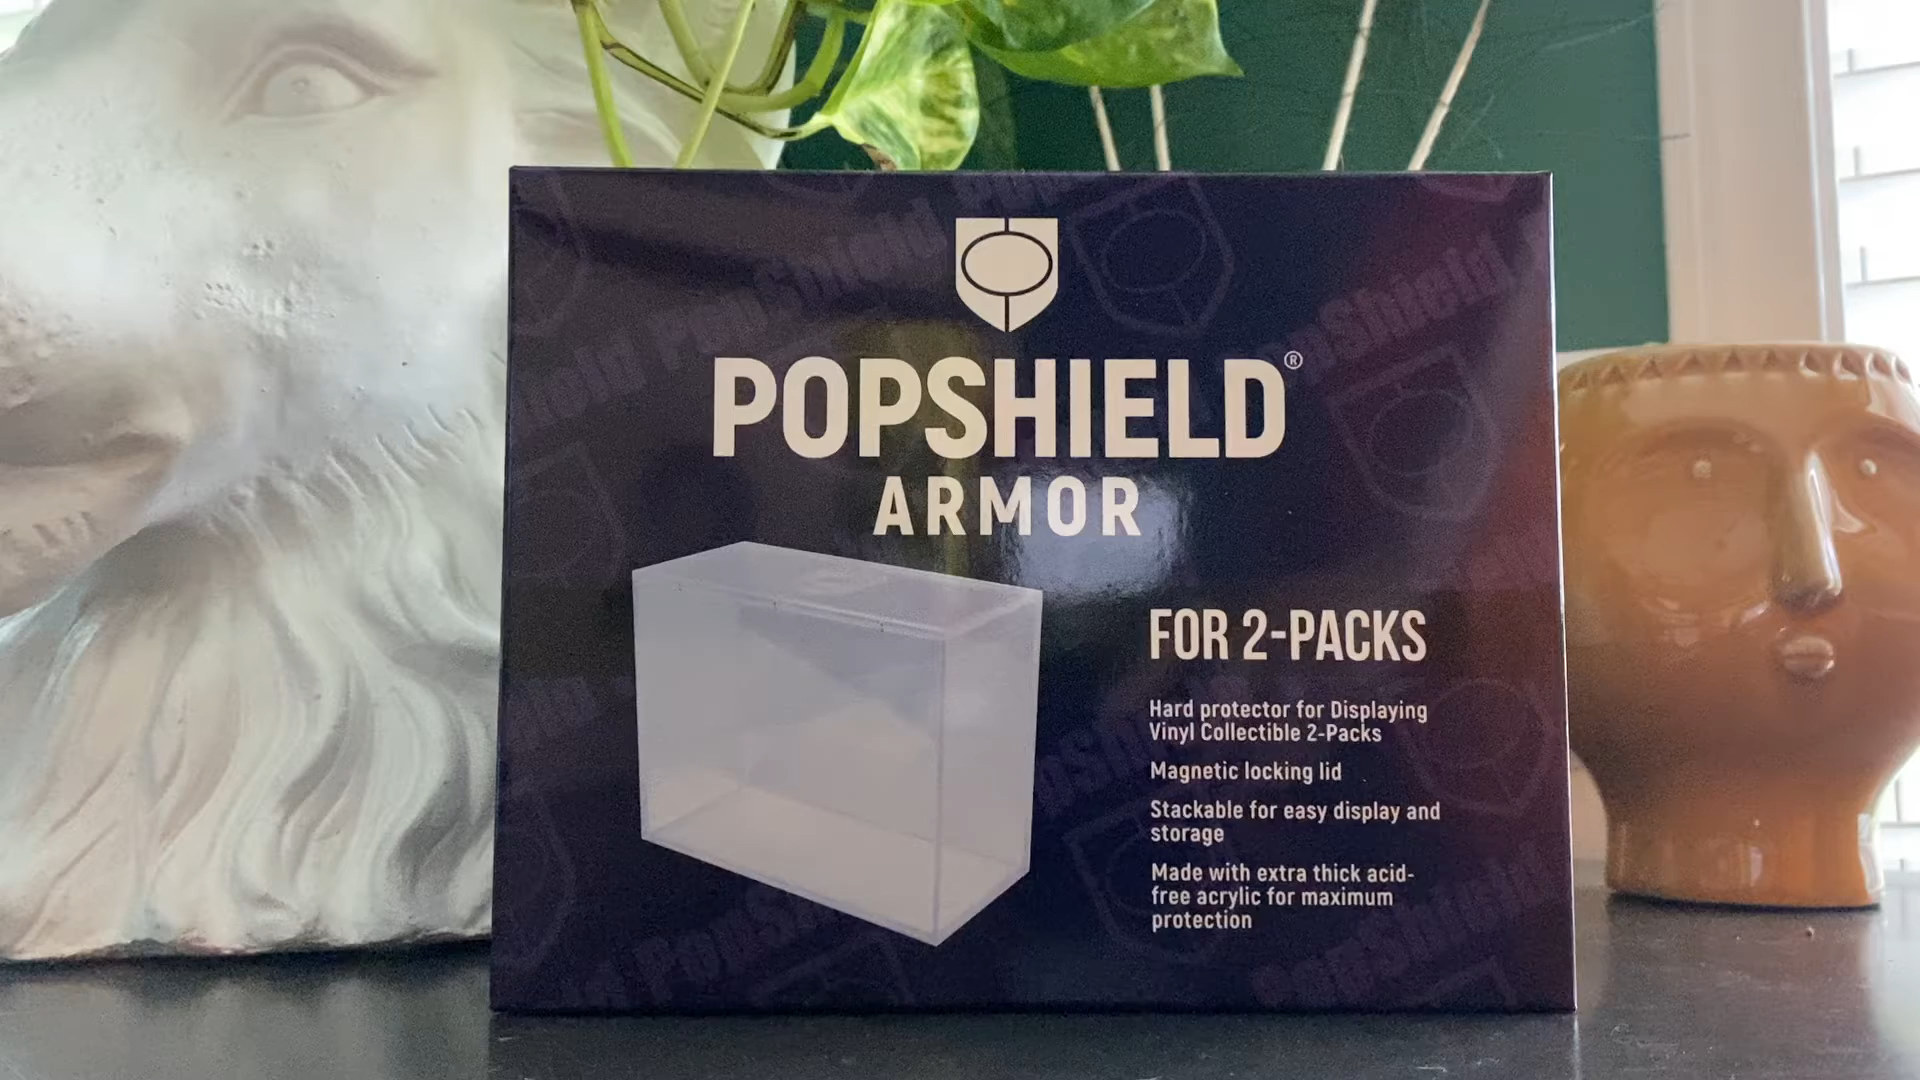 POPSHIELD®
ARMOR
FOR 2-PACKS
Hard protector for Displaying
Vinyl Collectible 2-Packs
Magnetic locking lid
Stackable for easy display and
storage
Made with extra thick acid-
free acrylic for maximum
protection